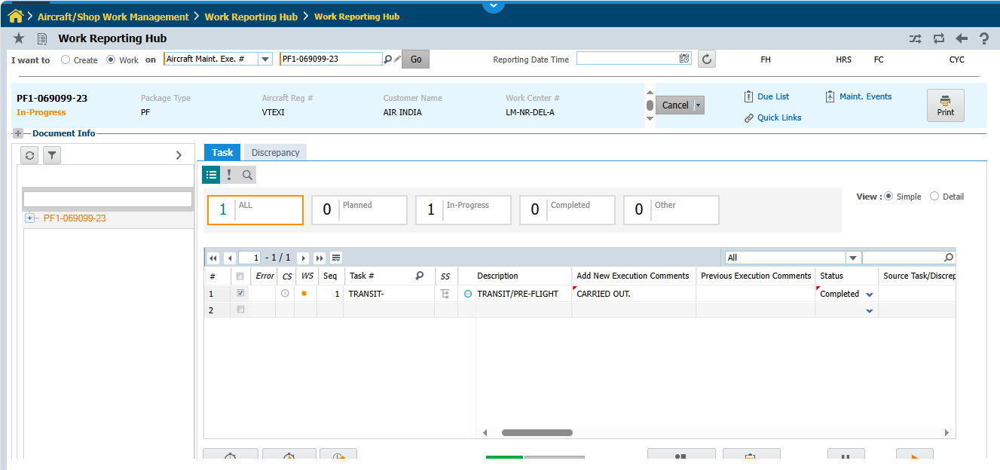 Aircraft/Shop Work Management > Work Reporting Hub > Work Reporting Hub
Work Reporting Hub
I want to Create Work on Aircraft Maint. Exe. # PF1-069099-23 Go Reporting Date Time FH HRS FC CYC
PF1-069099-23 Package Type Aircraft Reg # Customer Name Work Center #
In-Progress PF VTEXI AIR INDIA LM-NR-DEL-A
Cancel Due List Maint. Events
Quick Links
Print
Document Info
Task Discrepancy
1 ALL 0 Planned 1 In-Progress 0 Completed 0 Other
View : Simple Detail
PF1-069099-23
1 - 1 / 1 All
# Error CS WS Seq Task # SS Description Add New Execution Comments Previous Execution Comments Status Source Task/Discrep
1 1 TRANSIT- TRANSIT/PRE-FLIGHT CARRIED OUT. Completed
2